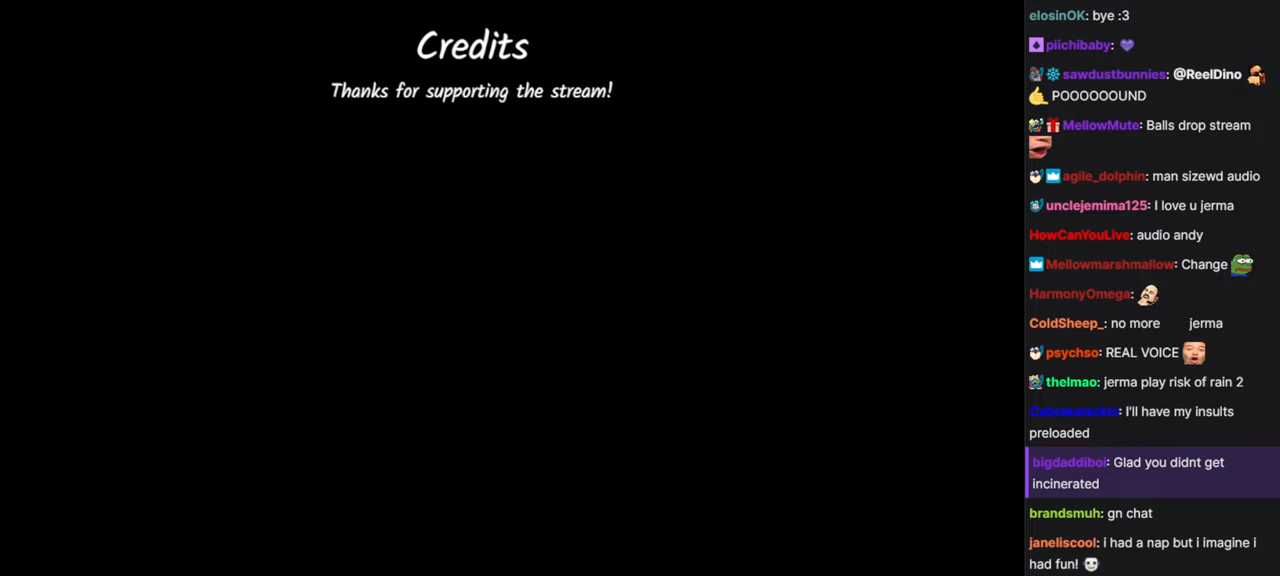 Credits
Thanks for supporting the stream!
elosinOK: bye :3
piichibaby:
sawdustbunnies: @ReelDino
POOOOOOUND
MellowMute: Balls drop stream
agile_dolphin: man sizewd audio
unclejemima125: I love u jerma
HowCanYouLive: audio andy
Mellowmarshmallow: Change
HarmonyOmega:
ColdSheep_: no more jerma
psychso: REAL VOICE
thelmao: jerma play risk of rain 2
Cubrekalackin: I'll have my insults
preloaded
bigdaddiboi: Glad you didnt get
incinerated
brandsmuh: gn chat
janeliscool: i had a nap but i imagine i
had fun!